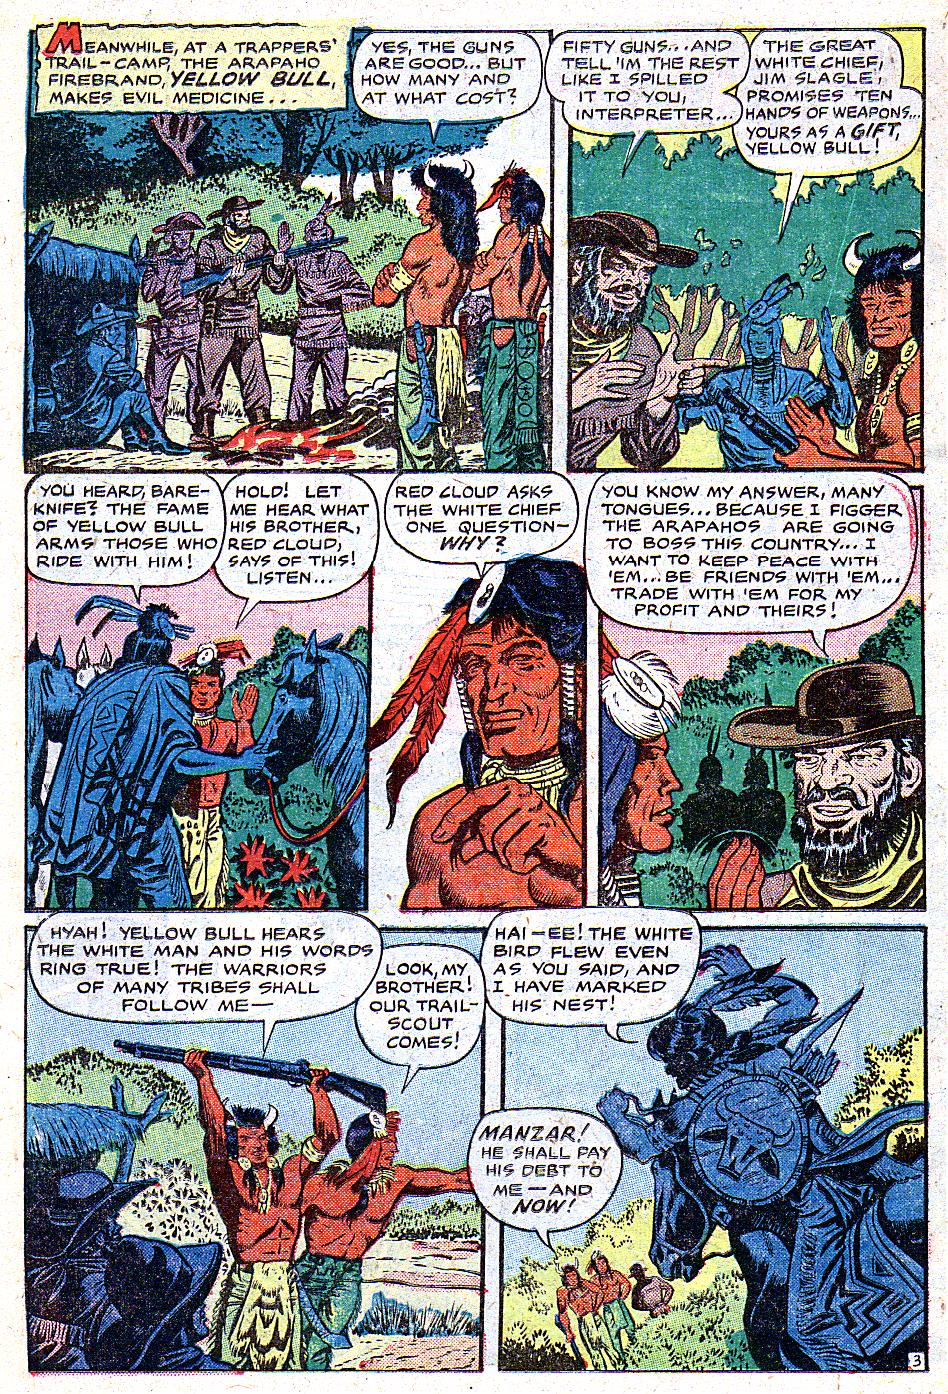 MEANWHILE, AT A TRAPPERS'
TRAIL-CAMP, THE ARAPAHO
FIREBRAND, YELLOW BULL,
MAKES EVIL MEDICINE...
YES, THE GUNS
ARE GOOD... BUT
HOW MANY AND
AT WHAT COST?
FIFTY GUNS... AND
TELL 'IM THE REST
LIKE I SPILLED
IT TO YOU,
INTERPRETER...
THE GREAT
WHITE CHIEF,
JIM SLAGLE,
PROMISES TEN
HANDS OF WEAPONS...
YOURS AS A GIFT,
YELLOW BULL!
YOU HEARD, BARE-
KNIFE? THE FAME
OF YELLOW BULL
ARMS THOSE WHO
RIDE WITH HIM!
HOLD! LET
ME HEAR WHAT
HIS BROTHER,
RED CLOUD,
SAYS OF THIS!
LISTEN...
RED CLOUD ASKS
THE WHITE CHIEF
ONE QUESTION-
WHY?
YOU KNOW MY ANSWER, MANY
TONGUES... BECAUSE I FIGGER
THE ARAPAHOS ARE GOING
TO BOSS THIS COUNTRY... I
WANT TO KEEP PEACE WITH
'EM... BE FRIENDS WITH 'EM...
TRADE WITH 'EM FOR MY
PROFIT AND THEIRS!
HYAH! YELLOW BULL HEARS
THE WHITE MAN AND HIS WORDS
RING TRUE! THE WARRIORS
OF MANY TRIBES SHALL
FOLLOW ME—
LOOK, MY
BROTHER!
OUR TRAIL-
SCOUT
COMES!
HAI-EE! THE WHITE
BIRD FLEW EVEN
AS YOU SAID, AND
I HAVE MARKED
HIS NEST!
MANZAR!
HE SHALL PAY
HIS DEBT TO
ME—AND
NOW!
3